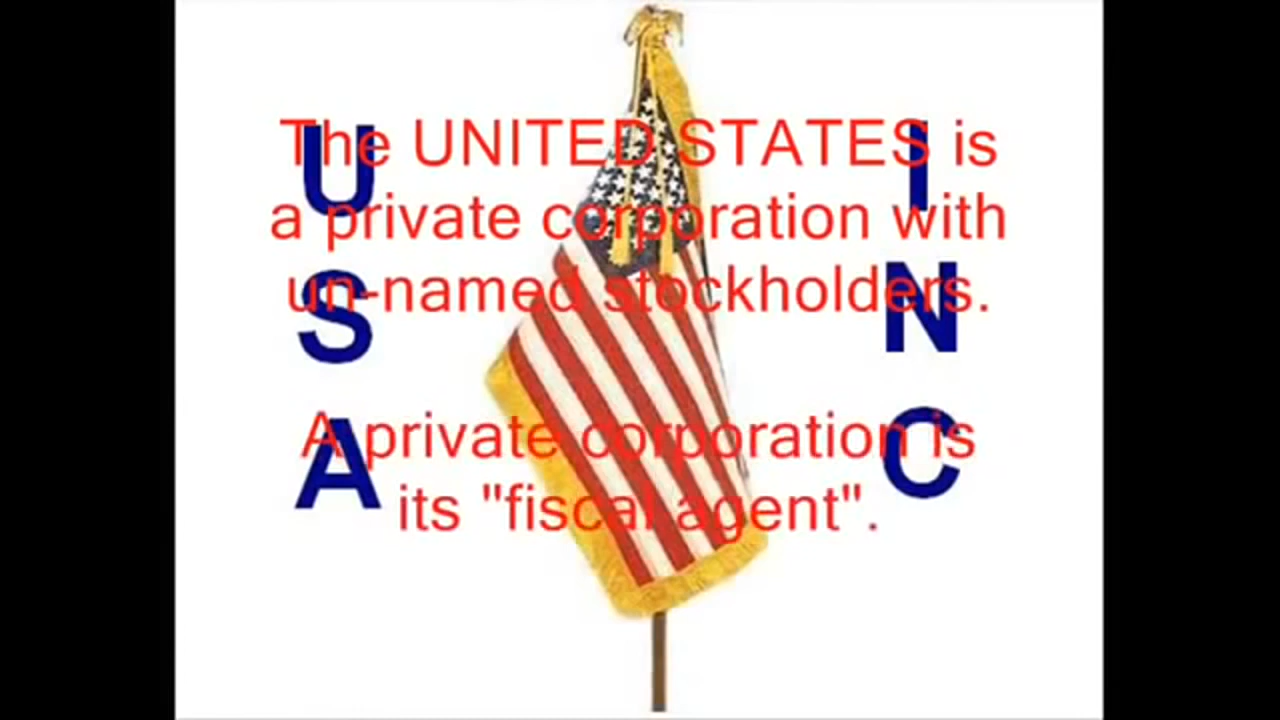 The UNITED STATES is
a private corporation with
un-named stockholders.
A private corporation is
its "fiscal agent".
U
S
A
I
N
C